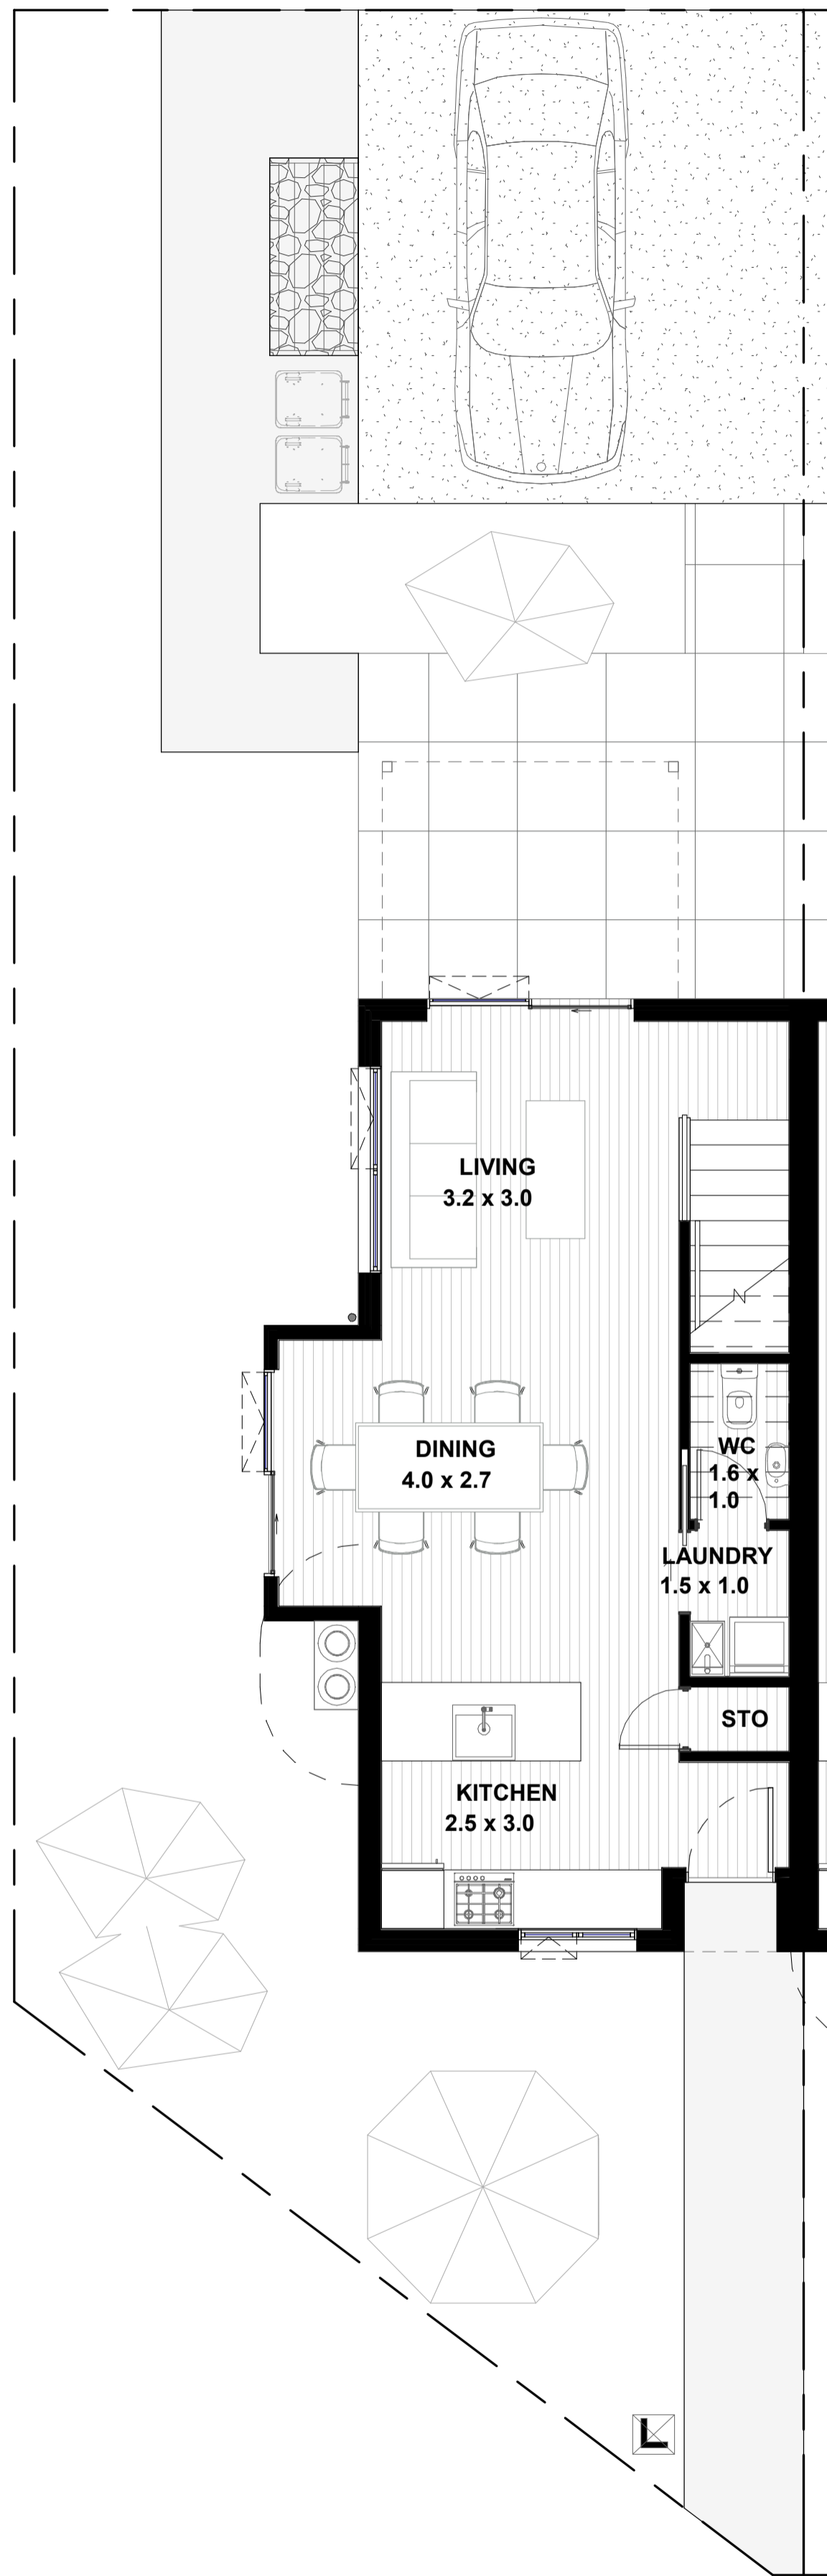 LIVING
3.2 x 3.0
DINING
4.0 x 2.7
WC
1.6 x
1.0
LAUNDRY
1.5 x 1.0
STO
KITCHEN
2.5 x 3.0
L